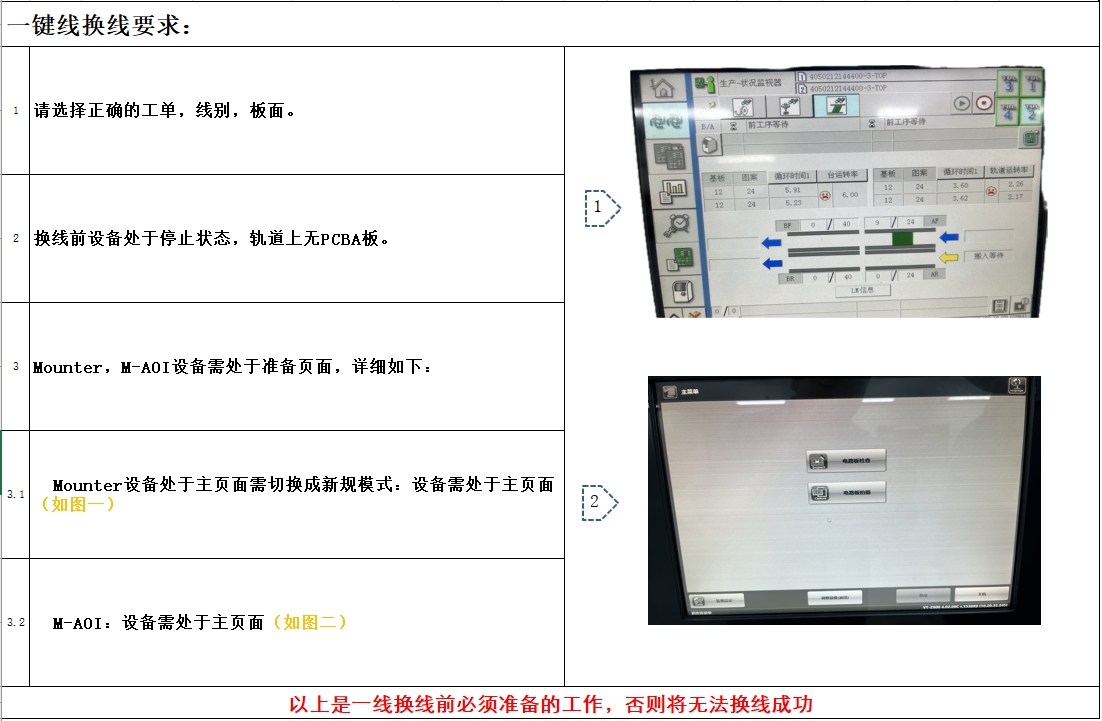 一键线换线要求：
1 请选择正确的工单，线别，板面。
2 换线前设备处于停止状态，轨道上无PCBA板。
3 Mounter，M-AOI设备需处于准备页面，详细如下：
3.1 Mounter设备处于主页面需切换成新规模式：设备需处于主页面
（如图一）
3.2 M-AOI：设备需处于主页面（如图二）
1
生产-状况监视器
1 4050212144400-3-TOP
2 4050212144400-3-TOP
3 1
4 2
B/A 前工序等待 前工序等待
基板 图案 循环时间1 台运转率 基板 图案 循环时间1 轨道运转率
12 24 5.91 6.00 12 24 3.60 2.26
12 24 5.23 12 24 3.62 2.17
BF 0 / 40 9 / 24 AF
搬入等待
BR 0 / 40 0 / 24 AR
LM信息
0 / 0
2
主菜单
电路板检查
电路板拍摄
以上是一线换线前必须准备的工作，否则将无法换线成功